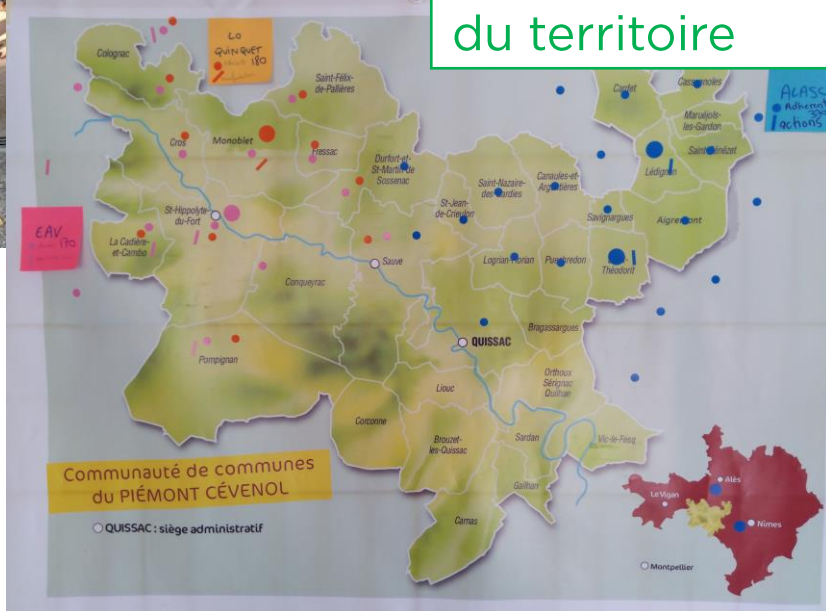 du territoire
Colognac
LO
QUINQUET
180
Saint-Félix-
de-Pallières
Cardet
Cassagnoles
ALASC
Adhérent
actions
Maruéjols-
les-Gardon
Cros
Monoblet
Fressac
Durfort-et-
St-Martin de
Sossenac
Lédignan
Saint-Bénézet
St-Hippolyte-
du-Fort
St-Jean-
de-Crieulon
Saint-Nazaire-
des-Gardies
Canaules-et-
Argentières
Savignargues
Aigremont
EAV
170
La Cadière-
et-Cambo
Sauve
Logrian-Florian
Puechredon
Théodorit
Conqueyrac
Bragassargues
QUISSAC
Pompignan
Orthoux
Sérignac
Quilhan
Liouc
Corconne
Brouzet-
les-Quissac
Sardan
Vic-le-Fesq
Gailhan
Carnas
Communauté de communes
du PIÉMONT CÉVENOL
QUISSAC : siège administratif
Alès
Le Vigan
Nîmes
Montpellier